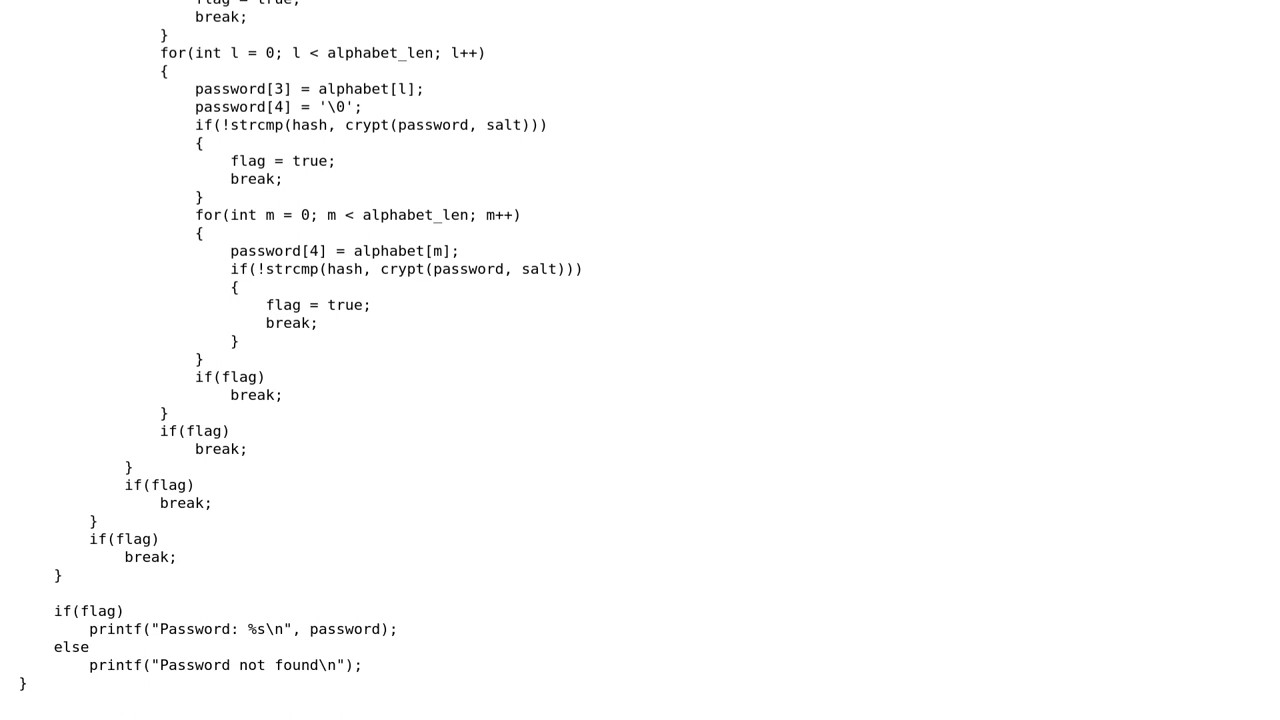 flag = true;
break;
}
for(int l = 0; l < alphabet_len; l++)
{
password[3] = alphabet[l];
password[4] = '\0';
if(!strcmp(hash, crypt(password, salt)))
{
flag = true;
break;
}
for(int m = 0; m < alphabet_len; m++)
{
password[4] = alphabet[m];
if(!strcmp(hash, crypt(password, salt)))
{
flag = true;
break;
}
}
if(flag)
break;
}
if(flag)
break;
}
if(flag)
break;
}
if(flag)
break;
}
if(flag)
printf("Password: %s\n", password);
else
printf("Password not found\n");
}